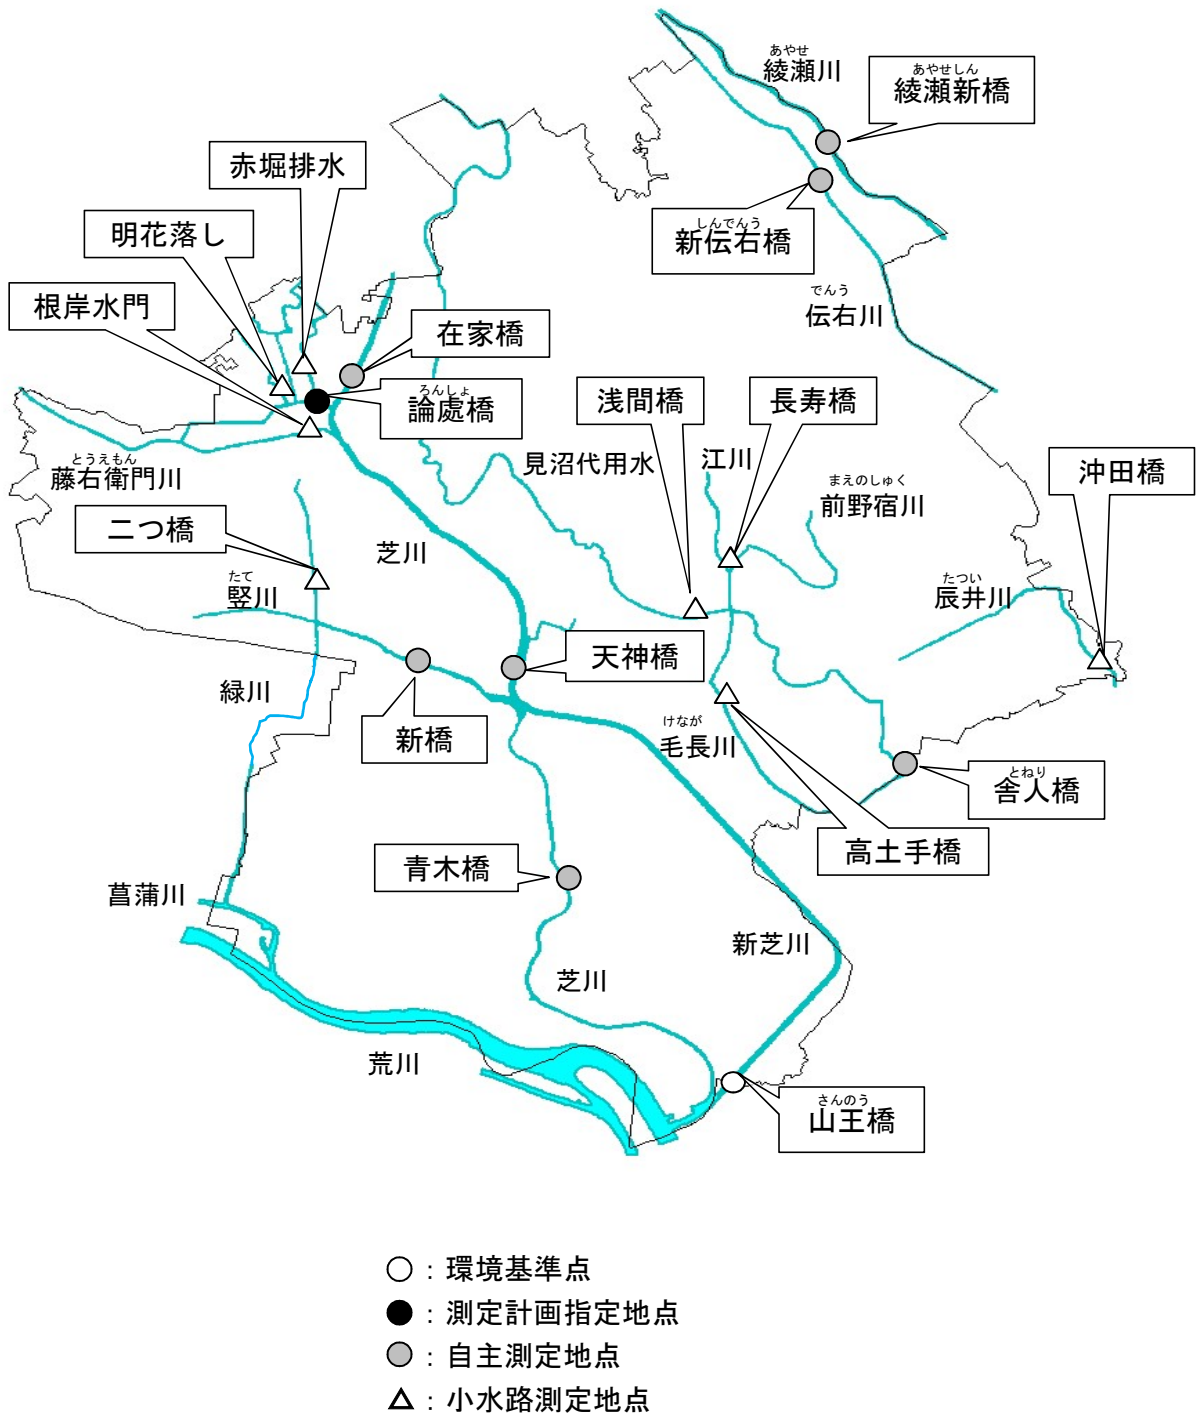 あやせ
綾瀬川
あやせしん
綾瀬新橋
赤堀排水
明花落し
しんでんう
新伝右橋
根岸水門
でんう
伝右川
在家橋
ろんしょ
論處橋
浅間橋
長寿橋
見沼代用水
江川
沖田橋
とうえもん
藤右衛門川
まえのしゅく
前野宿川
二つ橋
芝川
たて
竪川
たつい
辰井川
天神橋
緑川
新橋
けなが
毛長川
とねり
舎人橋
高土手橋
青木橋
菖蒲川
新芝川
芝川
荒川
さんのう
山王橋
○：環境基準点
●：測定計画指定地点
：自主測定地点
△：小水路測定地点